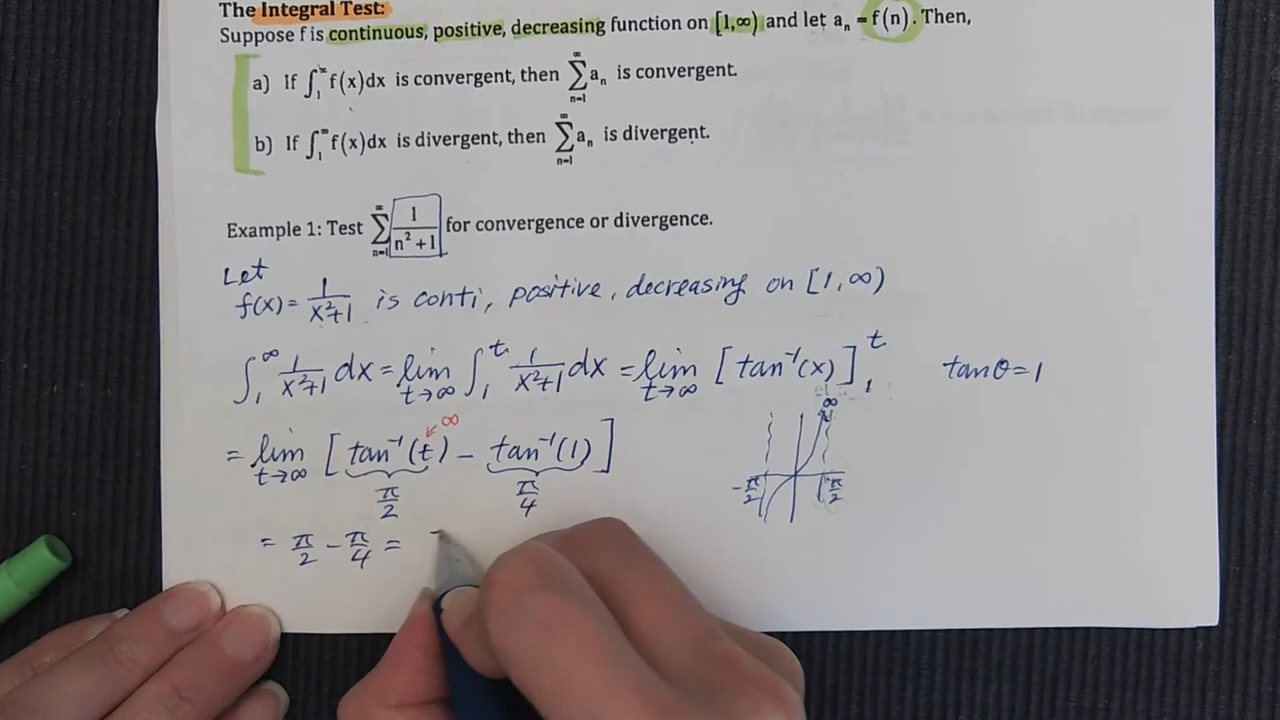 The Integral Test:
Suppose f is continuous, positive, decreasing function on [1,∞) and let aₙ = f(n). Then,
a) If ∫₁^∞ f(x)dx is convergent, then ∑_{n=1}^∞ aₙ is convergent.
b) If ∫₁^∞ f(x)dx is divergent, then ∑_{n=1}^∞ aₙ is divergent.
Example 1: Test ∑_{n=1}^∞ 1/(n²+1) for convergence or divergence.
Let
f(x) = 1/(x²+1) is conti, positive, decreasing on [1,∞)
∫₁^∞ 1/(x²+1) dx = lim_{t→∞} ∫₁^t 1/(x²+1) dx = lim_{t→∞} [tan⁻¹(x)]₁^t tanθ=1
∞
= lim_{t→∞} [tan⁻¹(t) − tan⁻¹(1)]
∞
π/2 π/4 -π/2 π/2
= π/2 − π/4 =